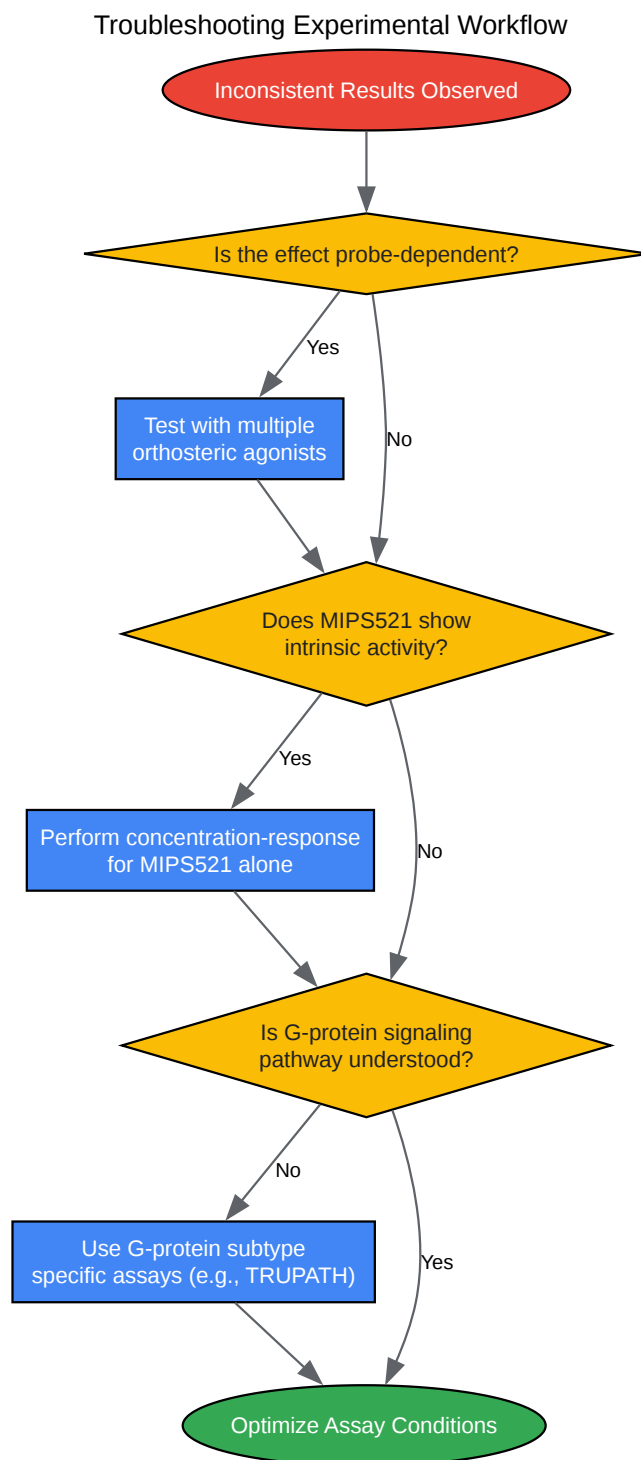 Troubleshooting Experimental Workflow
Inconsistent Results Observed
Is the effect probe-dependent?
Yes
Test with multiple
orthosteric agonists
No
Does MIPS521 show
intrinsic activity?
Yes
Perform concentration-response
for MIPS521 alone
No
Is G-protein signaling
pathway understood?
No
Use G-protein subtype
specific assays (e.g., TRUPATH)
Yes
Optimize Assay Conditions